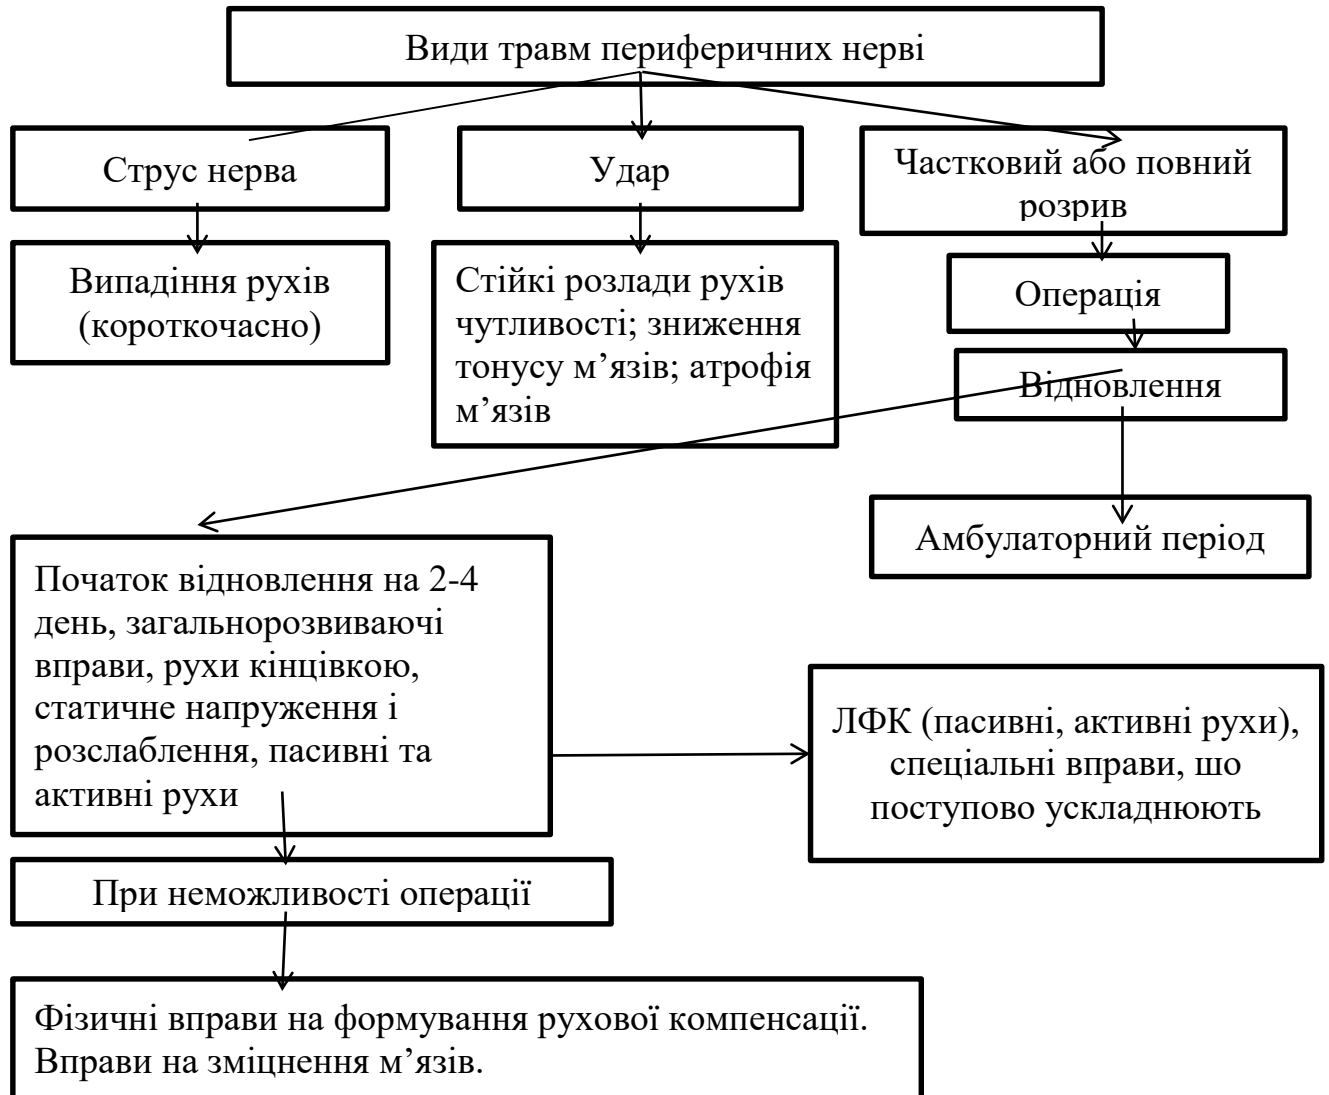 Види травм периферичних нерві
Струс нерва
Удар
Частковий або повний
розрив
Випадіння рухів
(короткочасно)
Стійкі розлади рухів
чутливості; зниження
тонусу м’язів; атрофія
м’язів
Операція
Відновлення
Амбулаторний період
Початок відновлення на 2-4
день, загальнорозвиваючі
вправи, рухи кінцівкою,
статичне напруження і
розслаблення, пасивні та
активні рухи
ЛФК (пасивні, активні рухи),
спеціальні вправи, шо
поступово ускладнюють
При неможливості операції
Фізичні вправи на формування рухової компенсації.
Вправи на зміцнення м’язів.